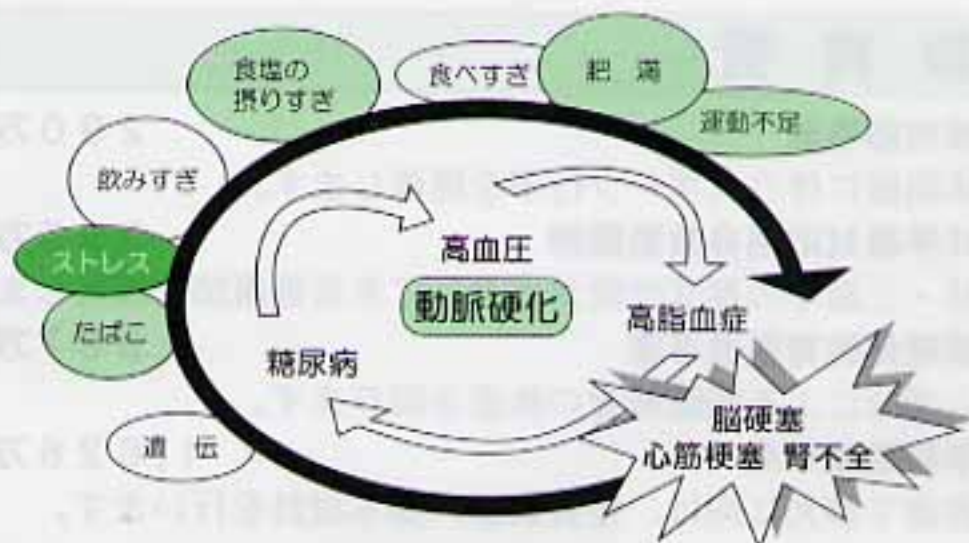 食塩の
摂りすぎ
食べすぎ
肥 満
運動不足
飲みすぎ
ストレス
たばこ
遺 伝
高血圧
動脈硬化
高脂血症
糖尿病
脳硬塞
心筋梗塞 腎不全